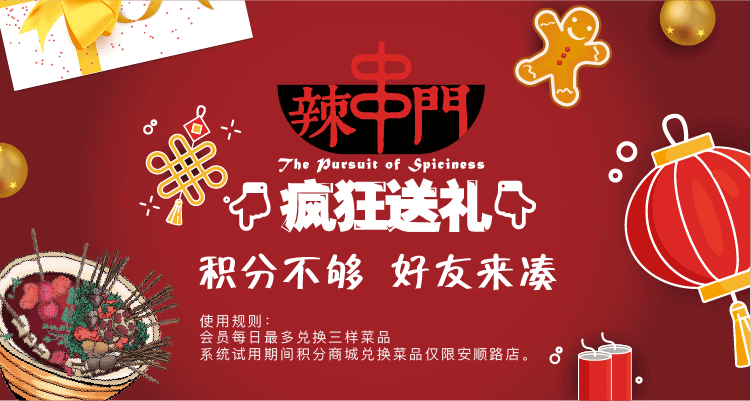 辣串門
The Pursuit of Spiciness
疯狂送礼
积分不够 好友来凑
使用规则：
会员每日最多兑换三样菜品
系统试用期间积分商城兑换菜品仅限安顺路店。